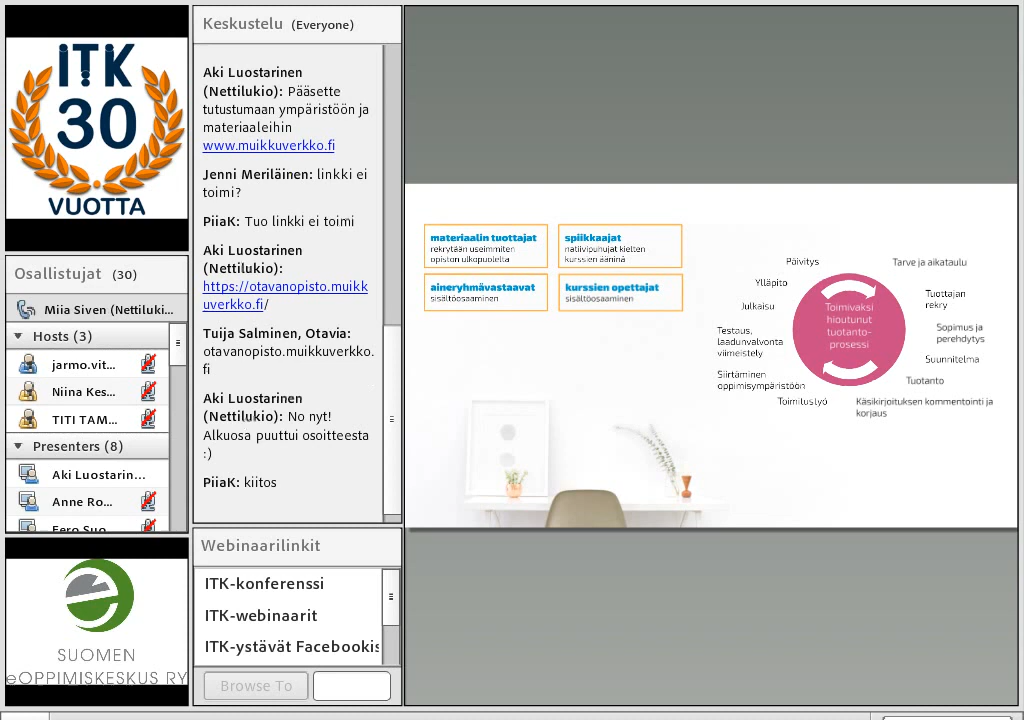 ITK
30
VUOTTA
Osallistujat (30)
Miia Siven (Nettiluki...
Hosts (3)
jarmo.vit...
Niina Kes...
TITI TAM...
Presenters (8)
Aki Luostarin...
Anne Ro...
Eero Suo...
SUOMEN
eOPPIMISKESKUS RY
Keskustelu (Everyone)
Aki Luostarinen
(Nettilukio): Pääsette
tutustumaan ympäristöön ja
materiaaleihin
www.muikkuverkko.fi
Jenni Meriläinen: linkki ei
toimi?
PiiaK: Tuo linkki ei toimi
Aki Luostarinen
(Nettilukio):
https://otavanopisto.muikk
uverkko.fi/
Tuija Salminen, Otavia:
otavanopisto.muikkuverkko.
fi
Aki Luostarinen
(Nettilukio): No nyt!
Alkuosa puuttui osoitteesta
:)
PiiaK: kiitos
Webinaarilinkit
ITK-konferenssi
ITK-webinaarit
ITK-ystävät Facebookis
Browse To
materiaalin tuottajat
rekrytään useimmiten
opiston ulkopuolelta
spiikkaajat
natiivipuhujat kielten
kurssien ääninä
aineryhmävastaavat
sisältöosaaminen
kurssien opettajat
sisältöosaaminen
Toimivaksi
hioutunut
tuotanto-
prosessi
Tarve ja aikataulu
Tuottajan
rekry
Sopimus ja
perehdytys
Suunnitelma
Tuotanto
Käsikirjoituksen kommentointi ja
korjaus
Toimitustyö
Siirtäminen
oppimisympäristöön
Testaus,
laadunvalvonta
viimeistely
Julkaisu
Ylläpito
Päivitys